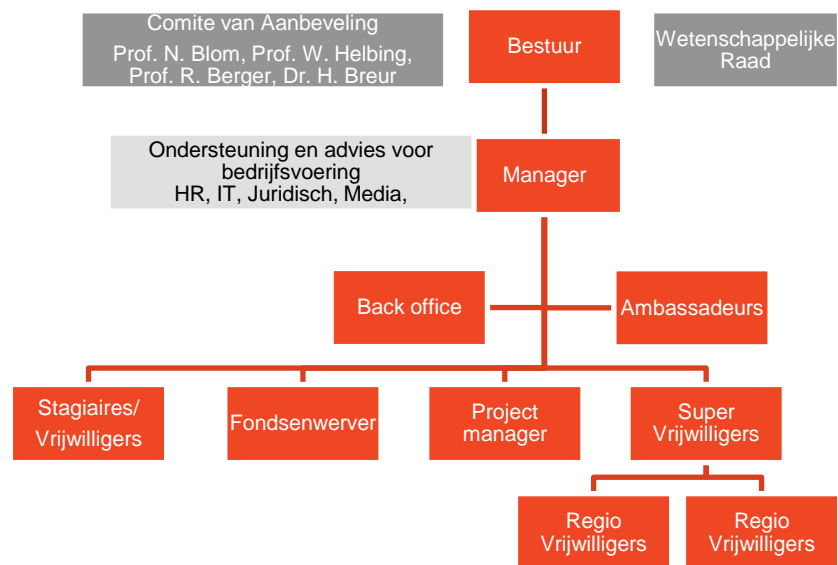 Comite van Aanbeveling
Prof. N. Blom, Prof. W. Helbing,
Prof. R. Berger, Dr. H. Breur
Bestuur
Wetenschappelijke
Raad
Ondersteuning en advies voor
bedrijfsvoering
HR, IT, Juridisch, Media,
Manager
Back office
Ambassadeurs
Stagiaires/
Vrijwilligers
Fondsenwerver
Project
manager
Super
Vrijwilligers
Regio
Vrijwilligers
Regio
Vrijwilligers